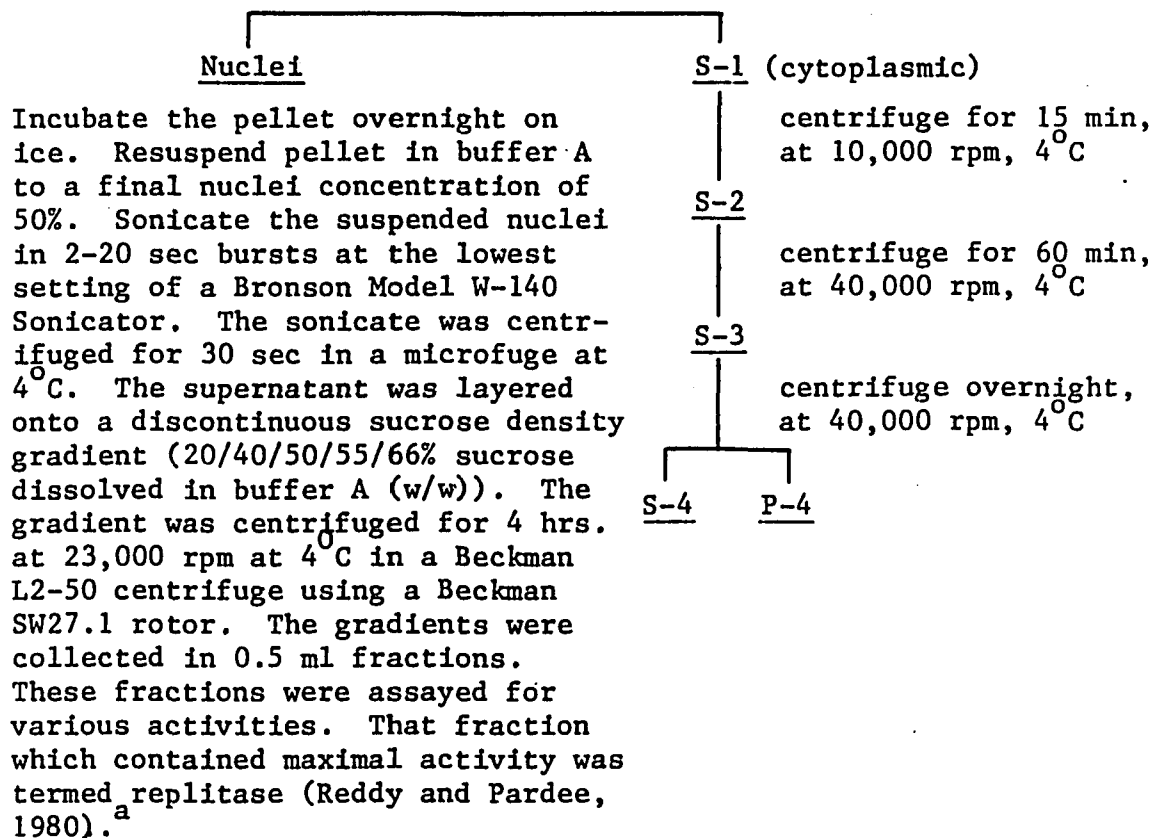 Nuclei
Incubate the pellet overnight on
ice. Resuspend pellet in buffer A
to a final nuclei concentration of
50%. Sonicate the suspended nuclei
in 2-20 sec bursts at the lowest
setting of a Bronson Model W-140
Sonicator. The sonicate was centr-
ifuged for 30 sec in a microfuge at
4°C. The supernatant was layered
onto a discontinuous sucrose density
gradient (20/40/50/55/66% sucrose
dissolved in buffer A (w/w)). The
gradient was centrifuged for 4 hrs.
at 23,000 rpm at 4°C in a Beckman
L2-50 centrifuge using a Beckman
SW27.1 rotor. The gradients were
collected in 0.5 ml fractions.
These fractions were assayed for
various activities. That fraction
which contained maximal activity was
termed replitase (Reddy and Pardee,
1980).a
S-1 (cytoplasmic)
centrifuge for 15 min,
at 10,000 rpm, 4°C
S-2
centrifuge for 60 min,
at 40,000 rpm, 4°C
S-3
centrifuge overnight,
at 40,000 rpm, 4°C
S-4 P-4